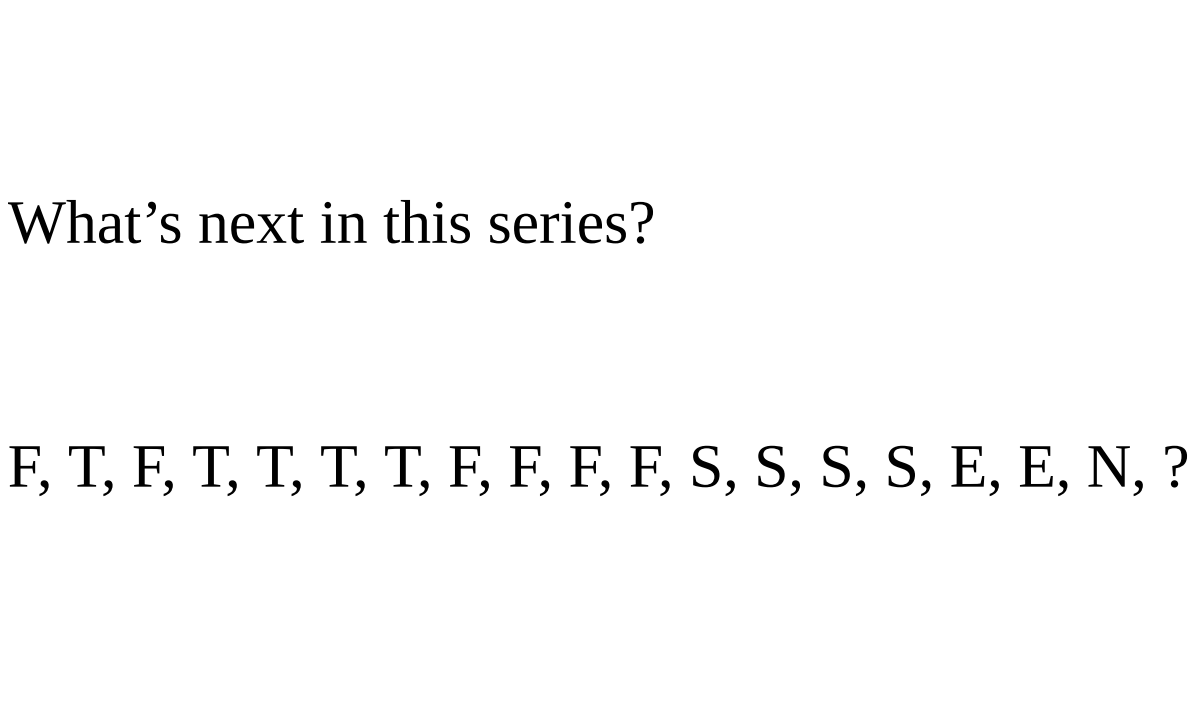 What’s next in this series?
F, T, F, T, T, T, T, F, F, F, F, S, S, S, S, E, E, N, ?